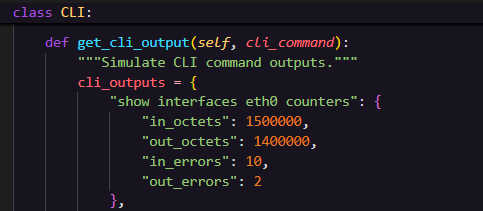 class CLI:
    def get_cli_output(self, cli_command):
        """Simulate CLI command outputs."""
        cli_outputs = {
            "show interfaces eth0 counters": {
                "in_octets": 1500000,
                "out_octets": 1400000,
                "in_errors": 10,
                "out_errors": 2
            },